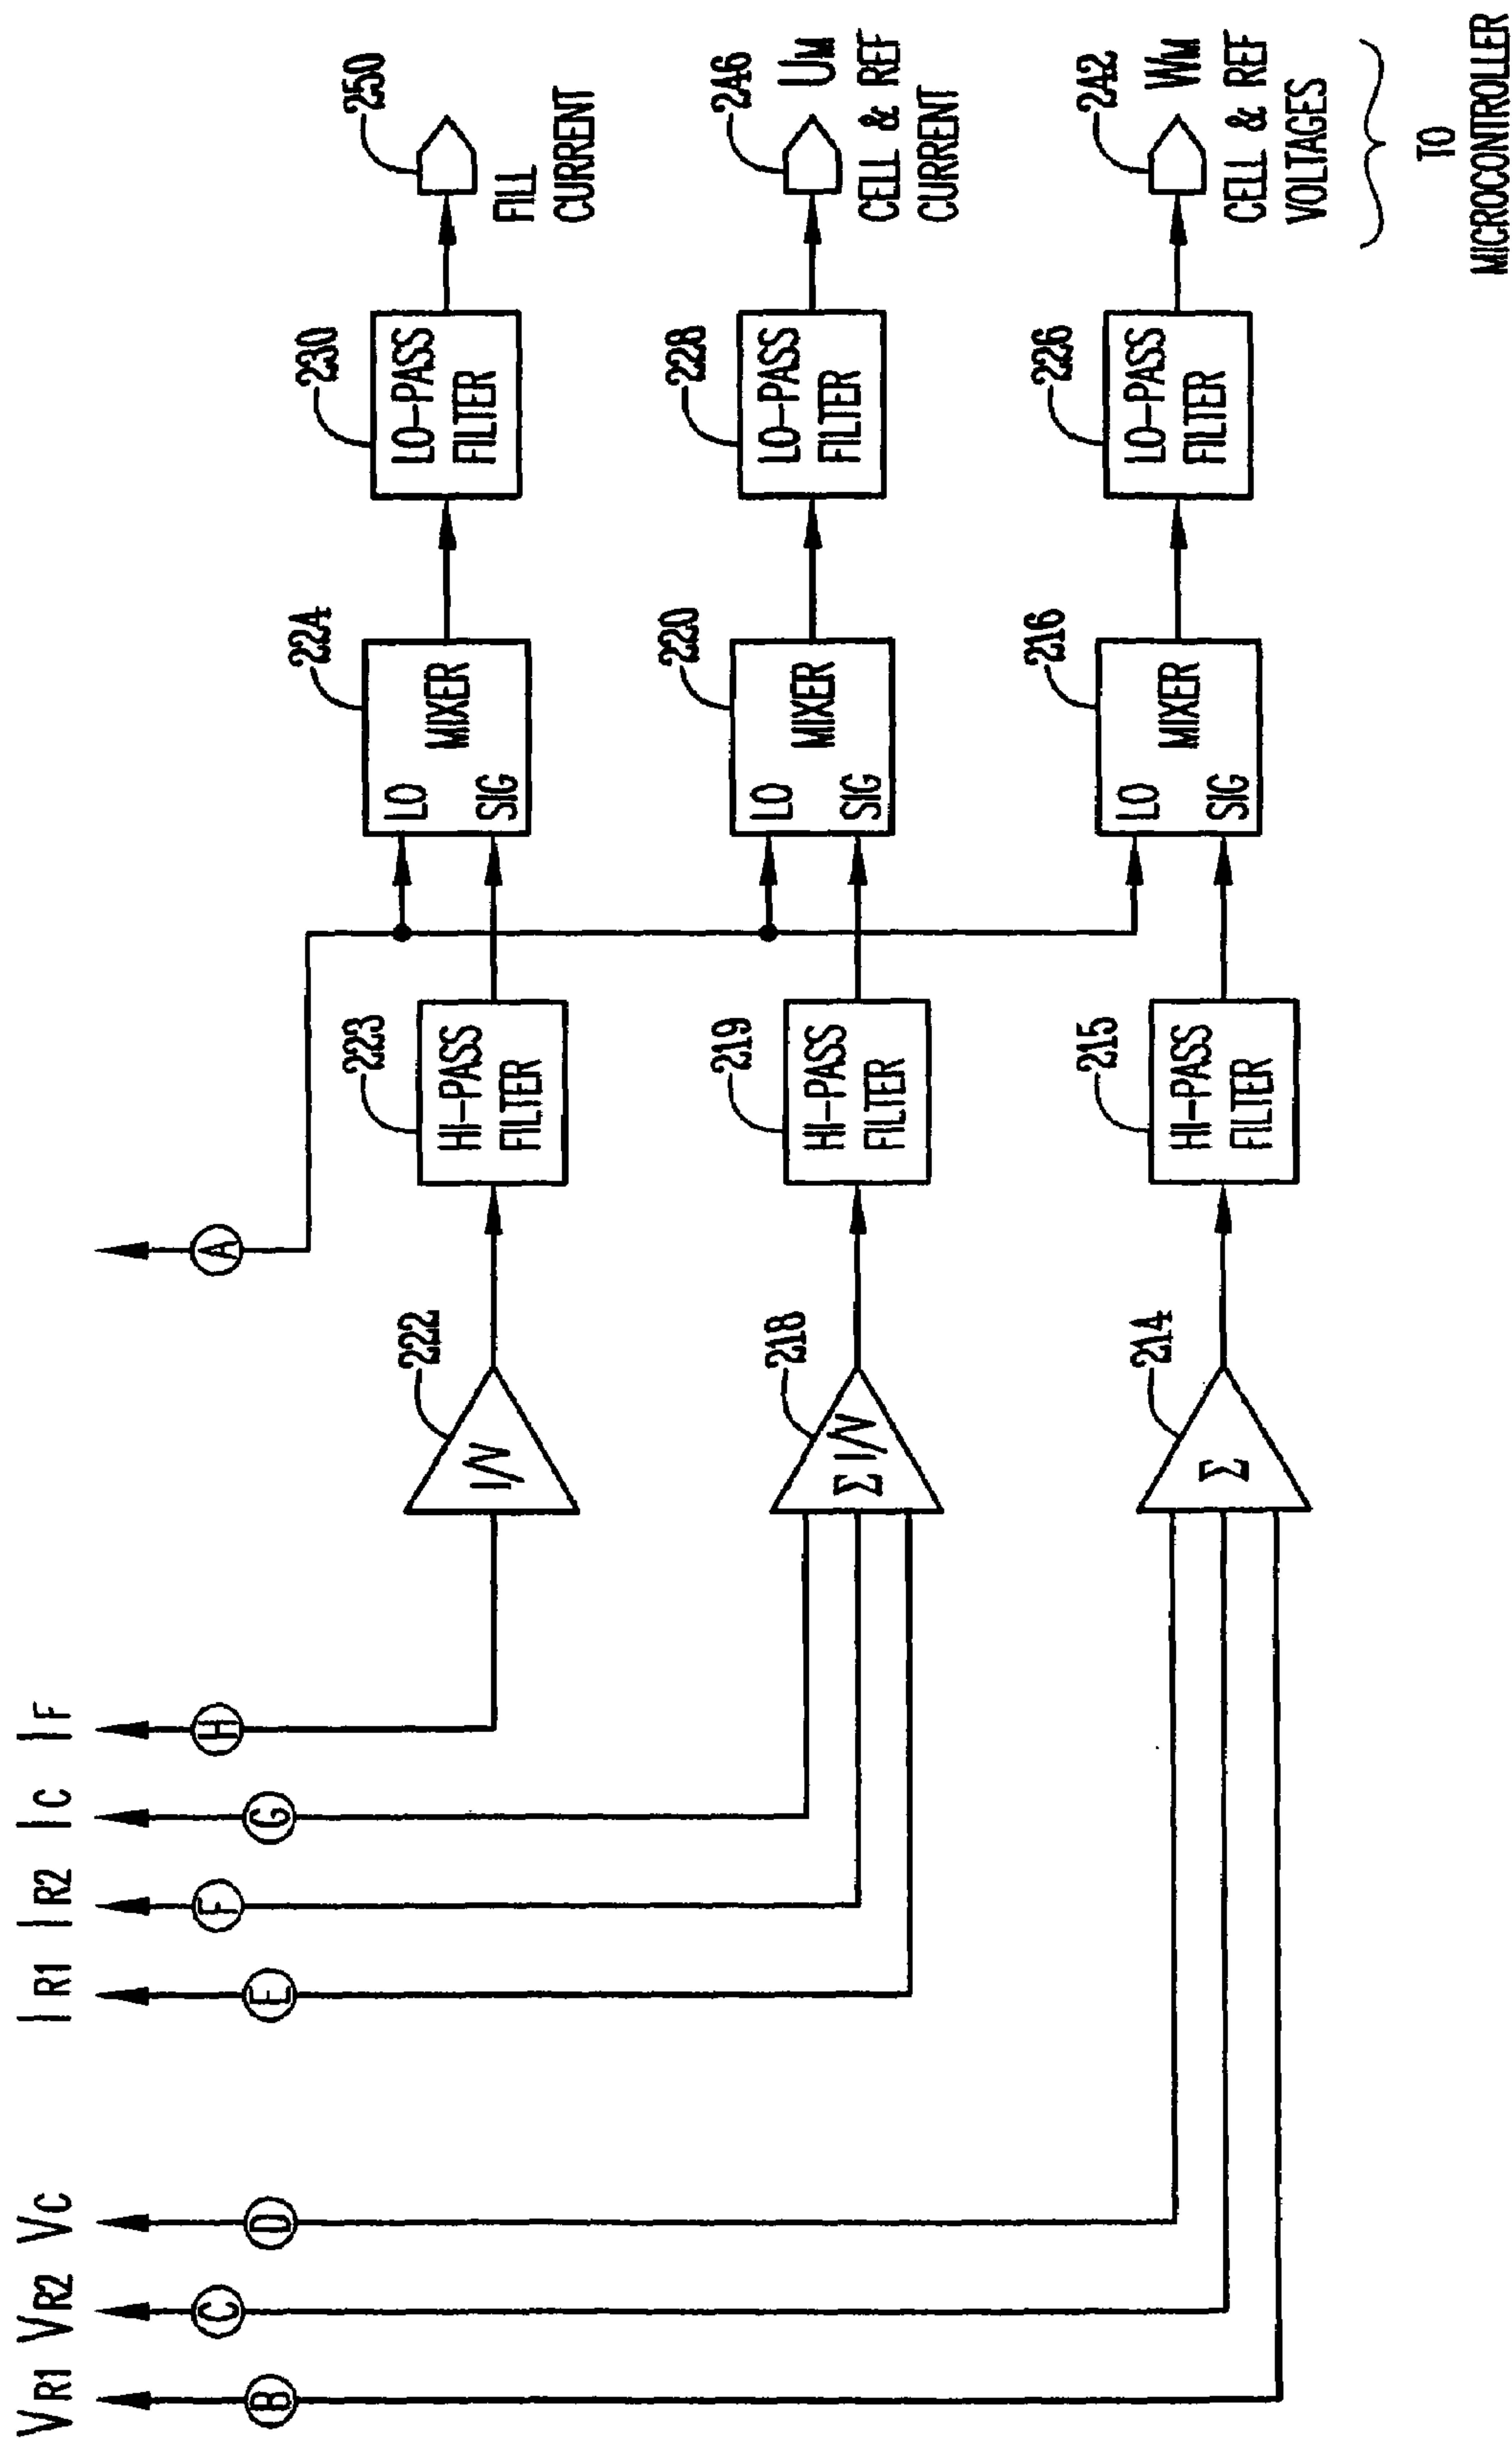 VR1 VR2 VC IR1 IR2 IC IF
B
C
D
E
F
G
H
A
222
I/V
223
HI-PASS
FILTER
224
LO
SIG
MIXER
230
LO-PASS
FILTER
250
FILL
CURRENT
218
Σ I/V
219
HI-PASS
FILTER
220
LO
SIG
MIXER
228
LO-PASS
FILTER
246
UM
CELL & REF
CURRENT
214
Σ
215
HI-PASS
FILTER
216
LO
SIG
MIXER
226
LO-PASS
FILTER
242
WM
CELL & REF
VOLTAGES
TO
MICROCONTROLLER